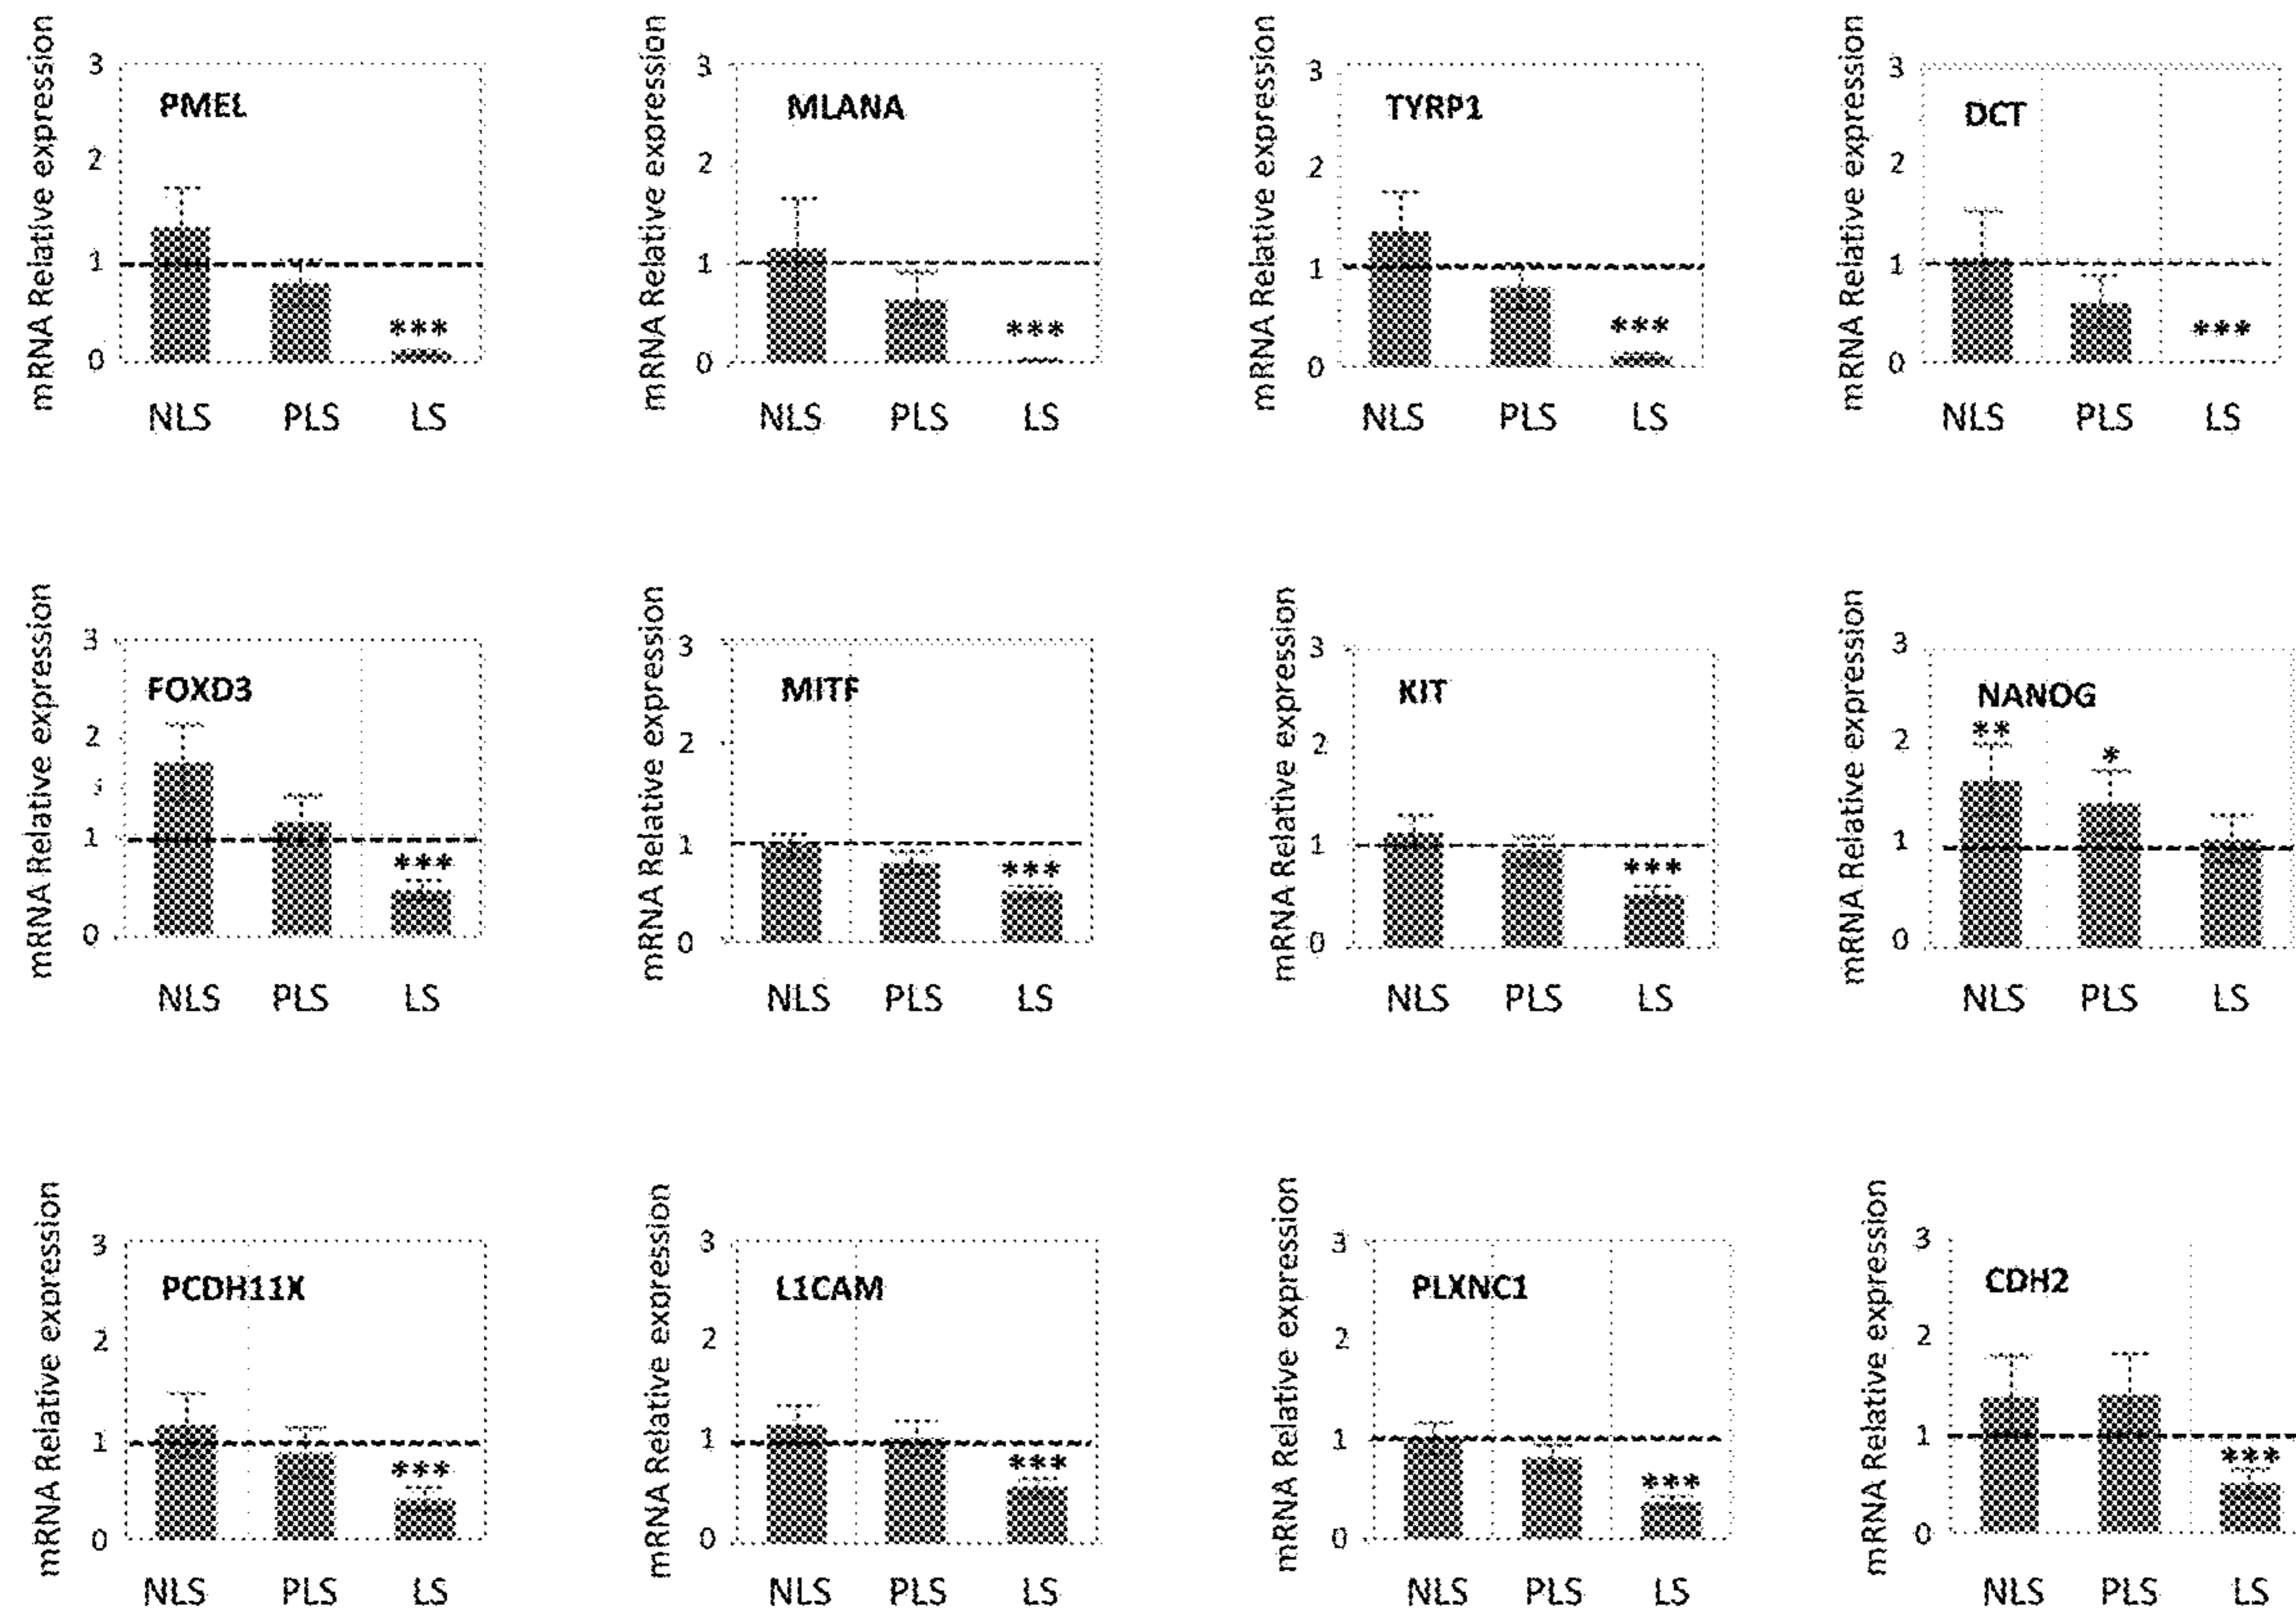 mRNA Relative expression
3
2
1
0
PMEL
***
NLS PLS LS
mRNA Relative expression
3
2
1
0
MLANA
***
NLS PLS LS
mRNA Relative expression
3
2
1
0
TYRP1
***
NLS PLS LS
mRNA Relative expression
3
2
1
0
DCT
***
NLS PLS LS
mRNA Relative expression
3
2
1
0
FOXD3
***
NLS PLS LS
mRNA Relative expression
3
2
1
0
MITF
***
NLS PLS LS
mRNA Relative expression
3
2
1
0
KIT
***
NLS PLS LS
mRNA Relative expression
3
2
1
0
NANOG
**
*
NLS PLS LS
mRNA Relative expression
3
2
1
0
PCDH11X
***
NLS PLS LS
mRNA Relative expression
3
2
1
0
L1CAM
***
NLS PLS LS
mRNA Relative expression
3
2
1
0
PLXNC1
***
NLS PLS LS
mRNA Relative expression
3
2
1
0
CDH2
***
NLS PLS LS